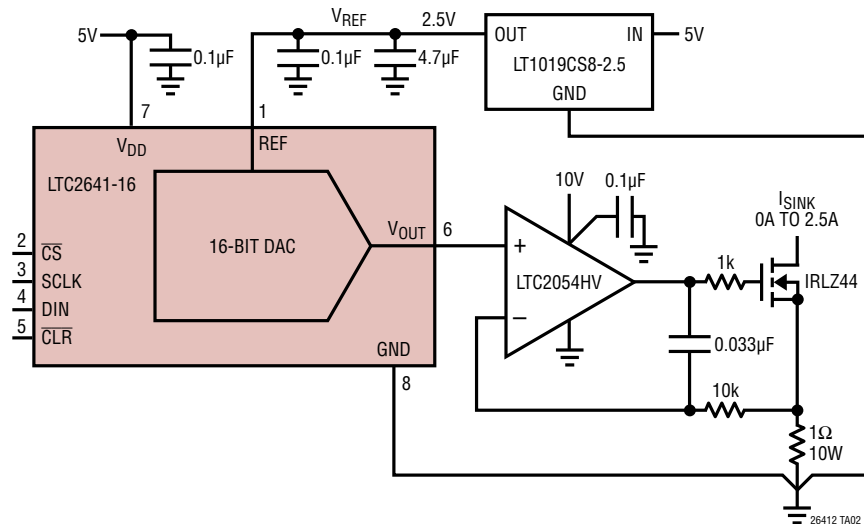 5V
0.1µF
7
V_REF
2.5V
0.1µF
4.7µF
1
OUT
IN
5V
LT1019CS8-2.5
GND
V_DD
REF
LTC2641-16
16-BIT DAC
V_OUT
6
2
C̅S̅
3
SCLK
4
DIN
5
C̅L̅R̅
GND
8
10V
0.1µF
+
LTC2054HV
−
I_SINK
0A TO 2.5A
1k
IRLZ44
0.033µF
10k
1Ω
10W
26412 TA02